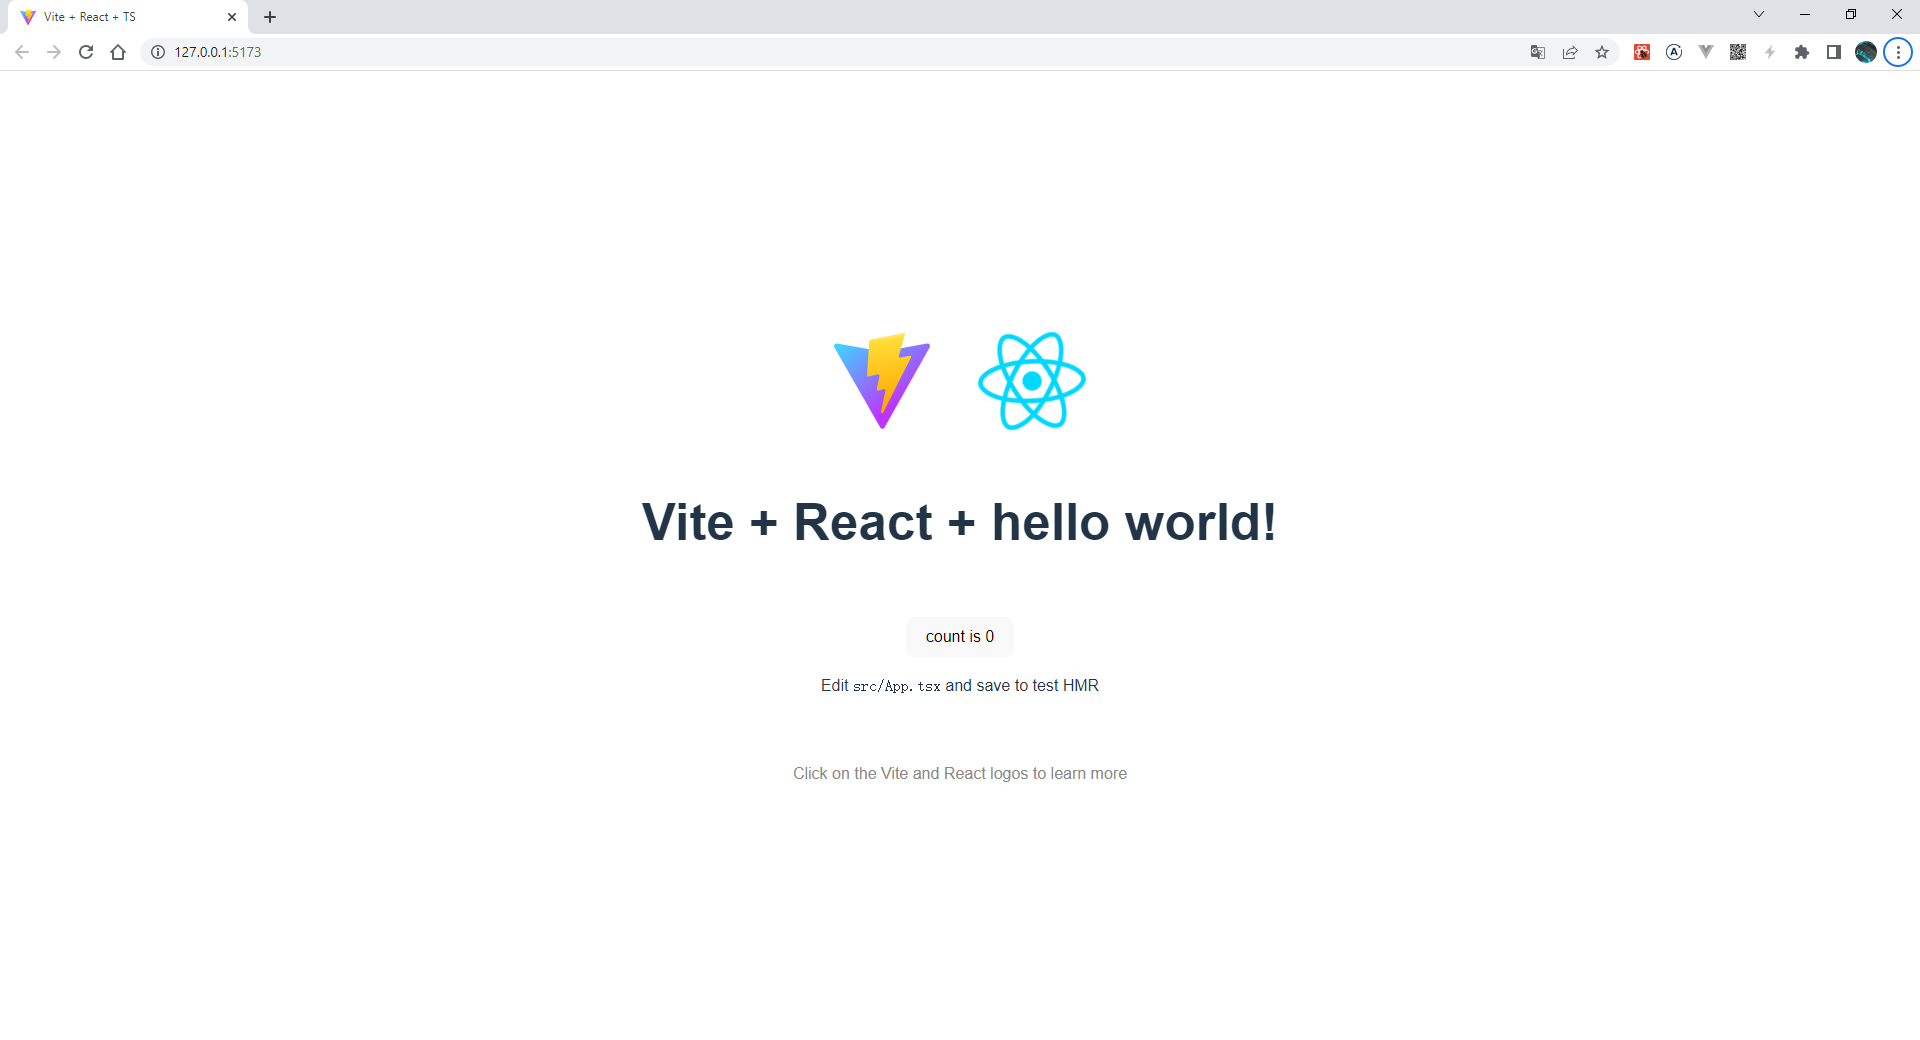 Vite + React + TS
127.0.0.1:5173
Vite + React + hello world!
count is 0
Edit src/App.tsx and save to test HMR
Click on the Vite and React logos to learn more